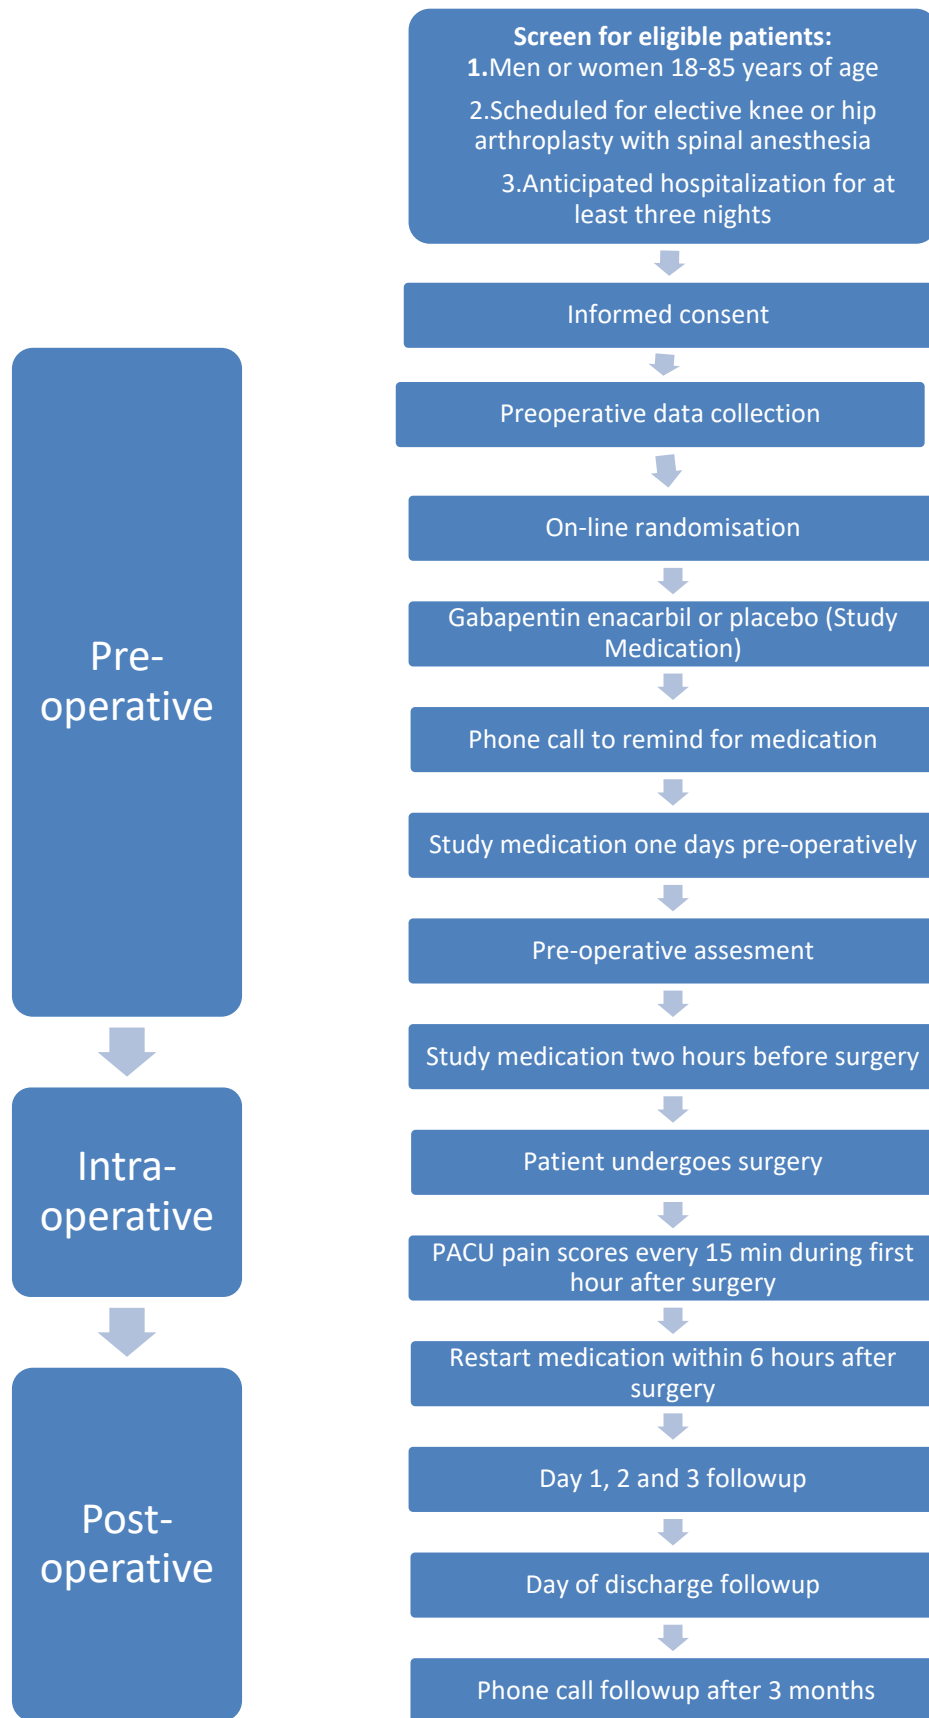 Screen for eligible patients:
1.Men or women 18-85 years of age
2.Scheduled for elective knee or hip
arthroplasty with spinal anesthesia
3.Anticipated hospitalization for at
least three nights
Informed consent
Preoperative data collection
On-line randomisation
Gabapentin enacarbil or placebo (Study
Medication)
Phone call to remind for medication
Study medication one days pre-operatively
Pre-operative assesment
Study medication two hours before surgery
Patient undergoes surgery
PACU pain scores every 15 min during first
hour after surgery
Restart medication within 6 hours after
surgery
Day 1, 2 and 3 followup
Day of discharge followup
Phone call followup after 3 months
Pre-
operative
Intra-
operative
Post-
operative